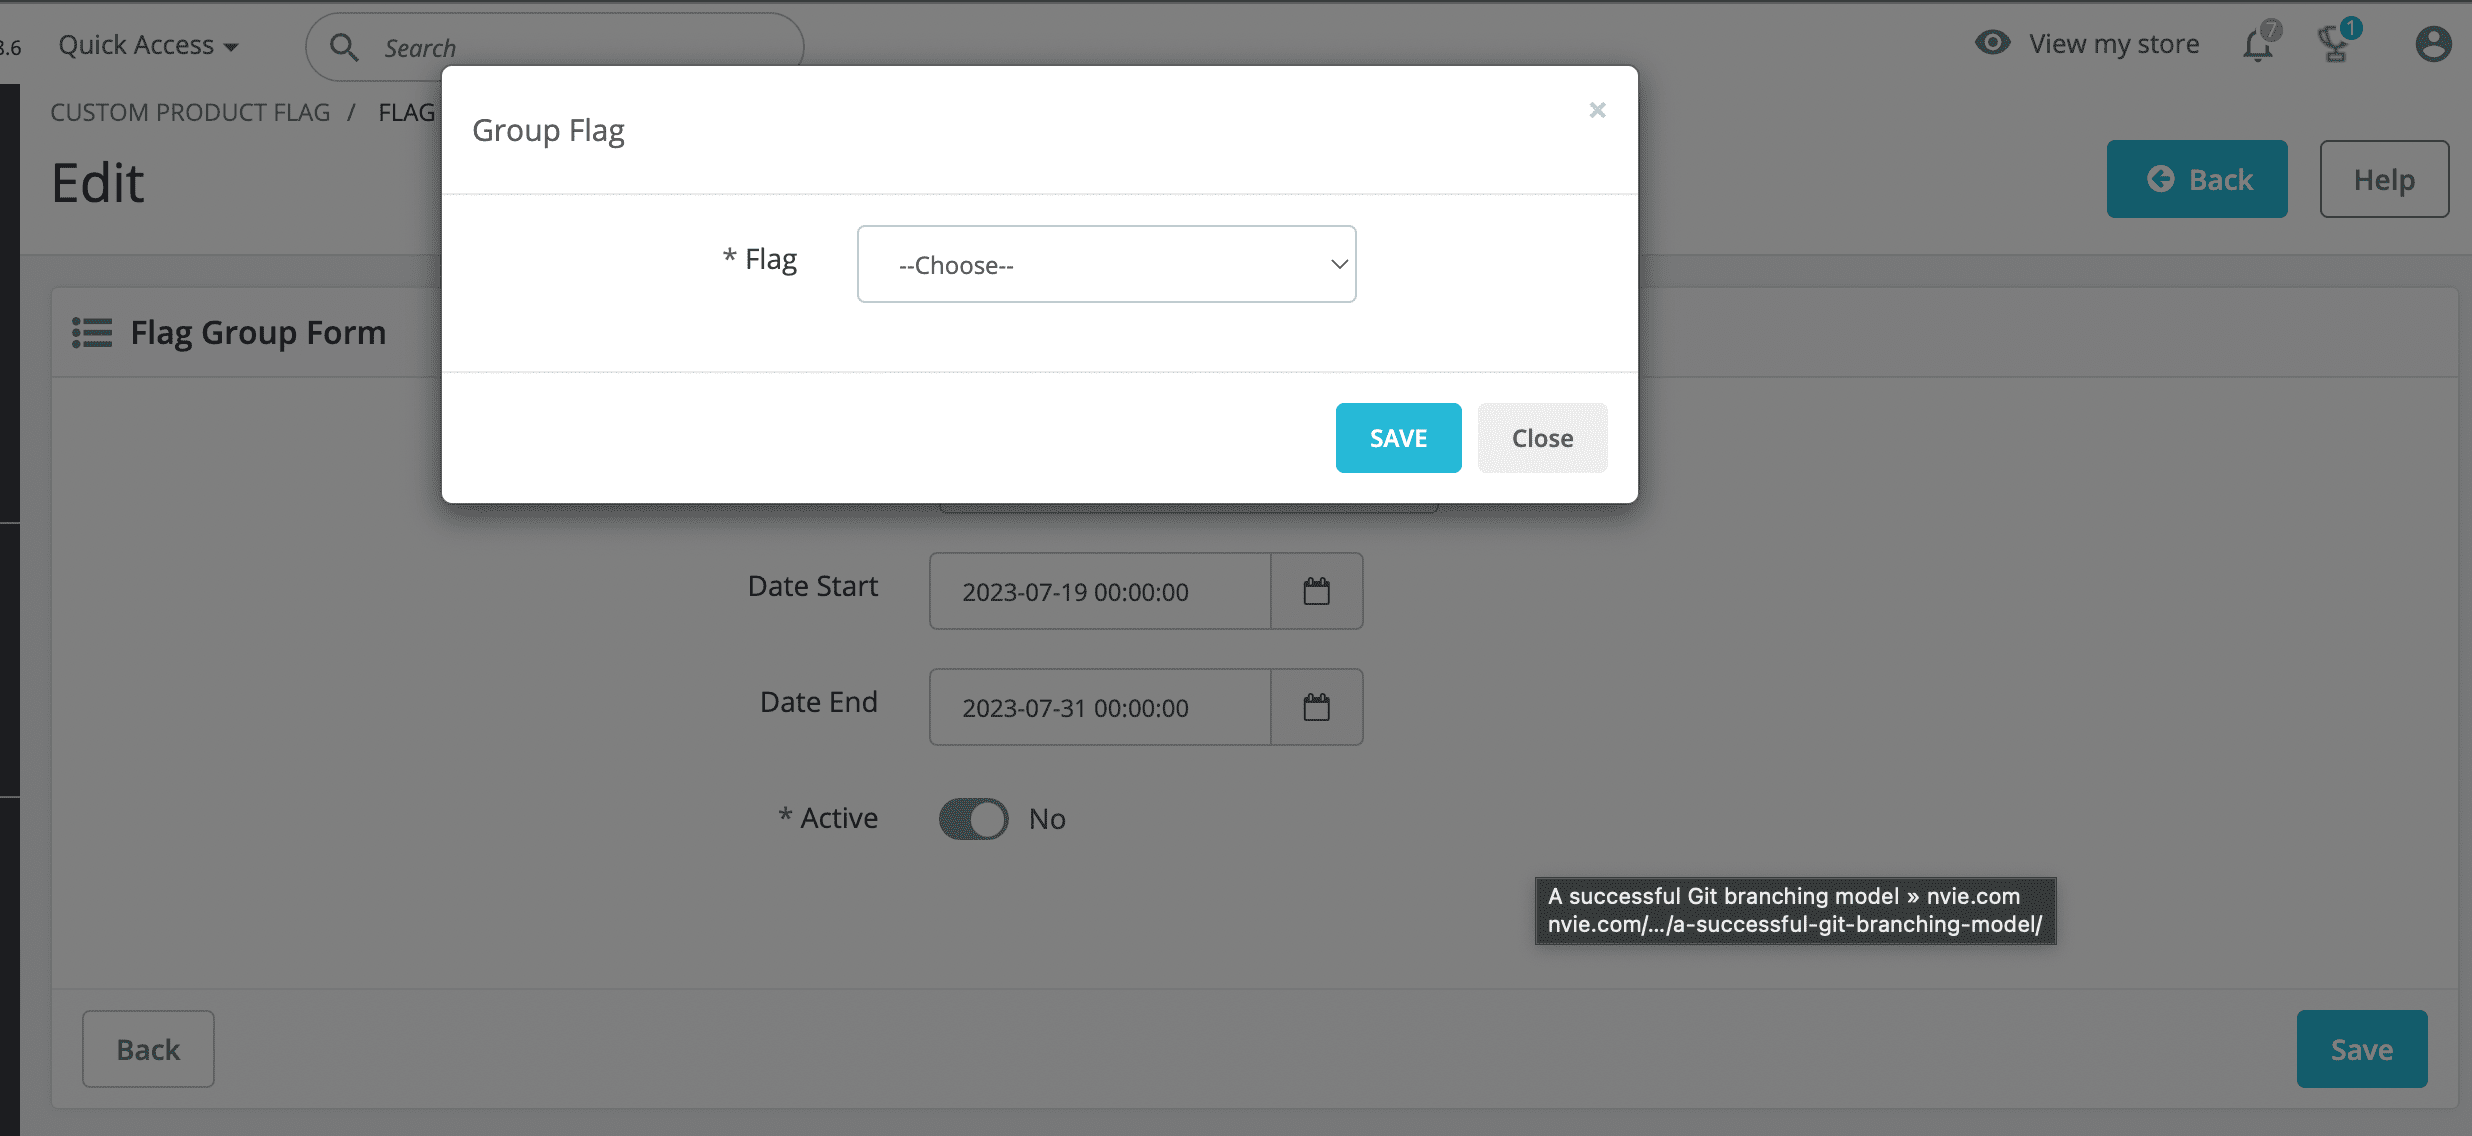 8.6
Quick Access
Search
View my store
7
1
CUSTOM PRODUCT FLAG / FLAG
Edit
Back
Help
Group Flag
×
* Flag
--Choose--
SAVE
Close
Flag Group Form
Date Start
2023-07-19 00:00:00
Date End
2023-07-31 00:00:00
* Active
No
A successful Git branching model » nvie.com
nvie.com/.../a-successful-git-branching-model/
Back
Save